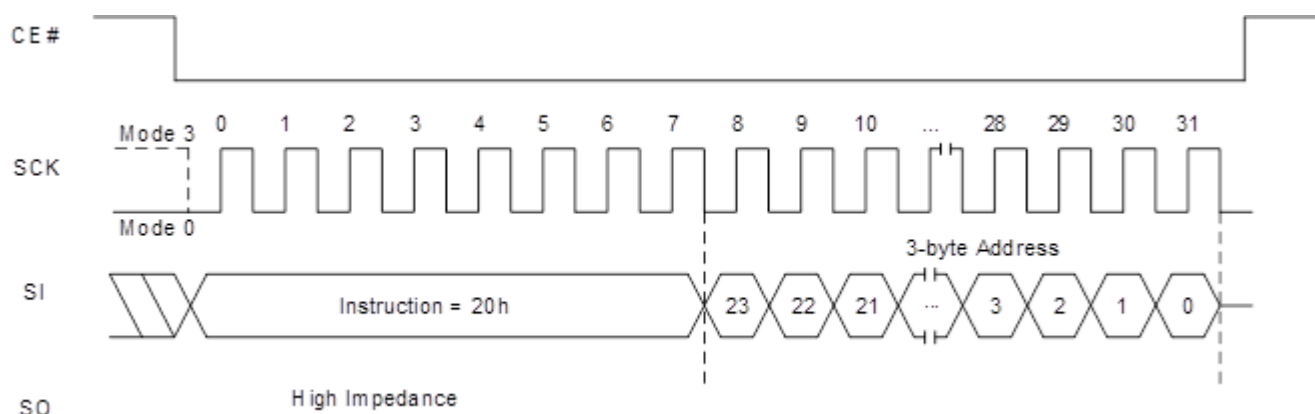 CE#
Mode 3 0 1 2 3 4 5 6 7 8 9 10 ... 28 29 30 31
SCK
Mode 0
3-byte Address
SI Instruction = 20h 23 22 21 ... 3 2 1 0
High Impedance
SO